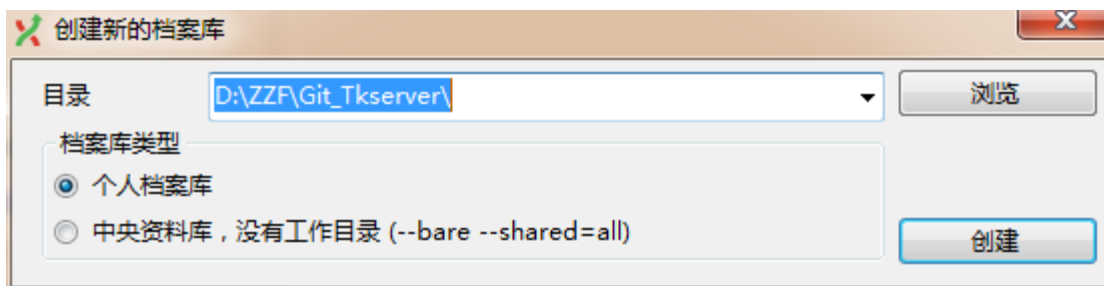 创建新的档案库
目录 D:\ZZF\Git_Tkserver\ 浏览
档案库类型
个人档案库
中央资料库，没有工作目录 (--bare --shared=all)
创建